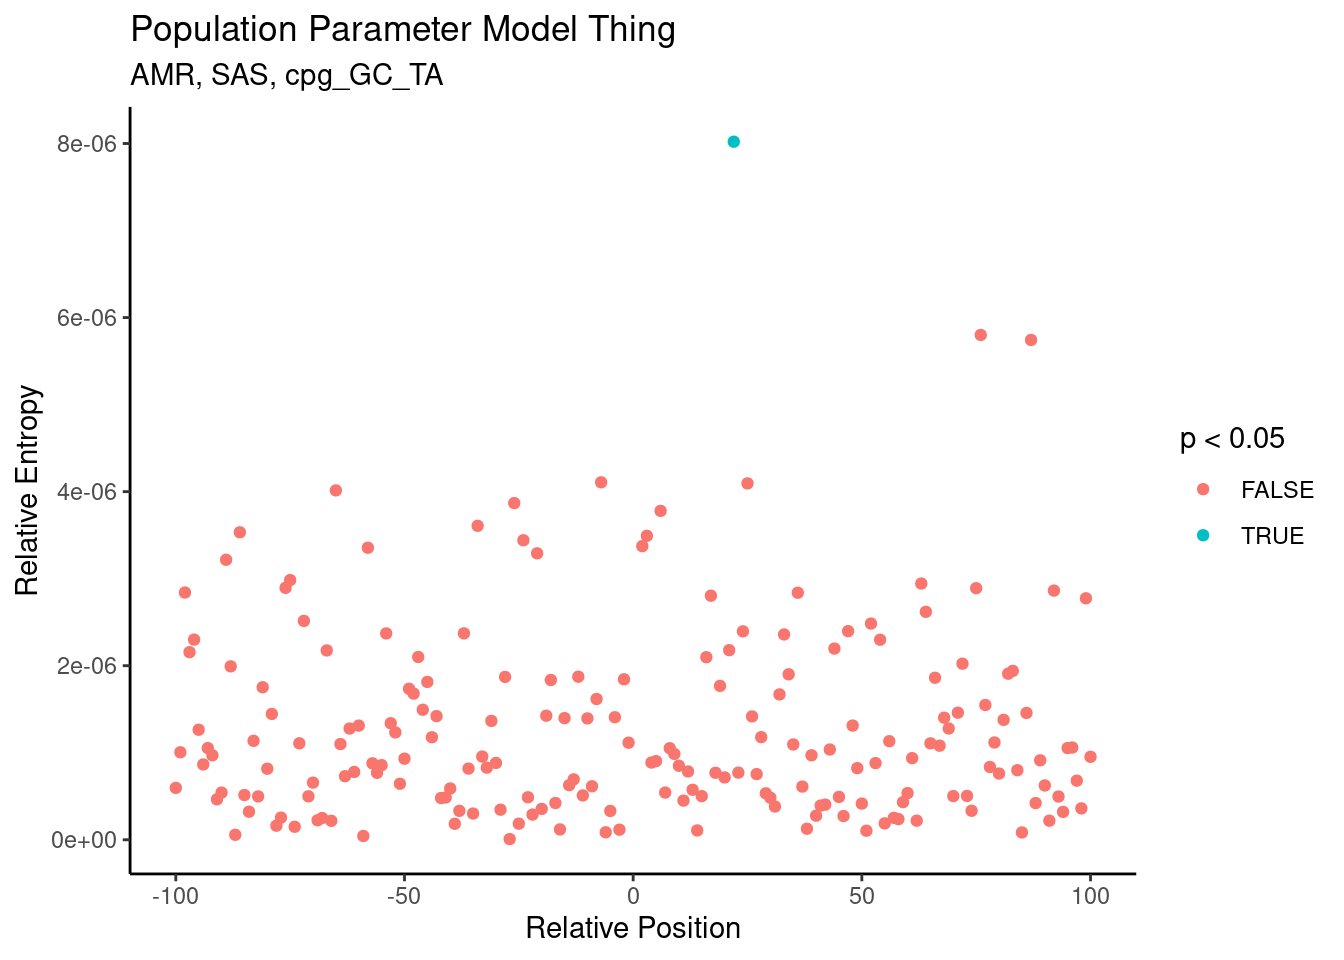 Population Parameter Model Thing
AMR, SAS, cpg_GC_TA
8e-06
6e-06
4e-06
2e-06
0e+00
Relative Entropy
-100
-50
0
50
100
Relative Position
p < 0.05
FALSE
TRUE